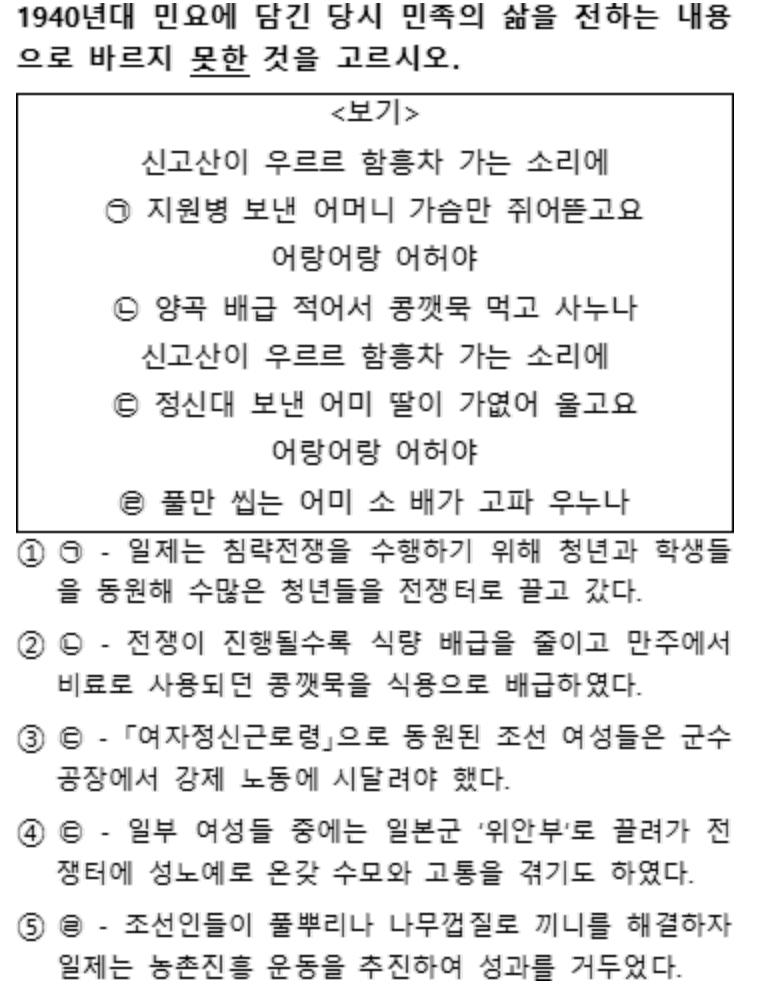 1940년대 민요에 담긴 당시 민족의 삶을 전하는 내용
으로 바르지 못한 것을 고르시오.
<보기>
신고산이 우르르 함흥차 가는 소리에
㉠ 지원병 보낸 어머니 가슴만 쥐어뜯고요
어랑어랑 어허야
㉡ 양곡 배급 적어서 콩깻묵 먹고 사누나
신고산이 우르르 함흥차 가는 소리에
㉢ 정신대 보낸 어미 딸이 가엾어 울고요
어랑어랑 어허야
㉣ 풀만 씹는 어미 소 배가 고파 우누나
① ㉠ - 일제는 침략전쟁을 수행하기 위해 청년과 학생들
을 동원해 수많은 청년들을 전쟁터로 끌고 갔다.
② ㉡ - 전쟁이 진행될수록 식량 배급을 줄이고 만주에서
비료로 사용되던 콩깻묵을 식용으로 배급하였다.
③ ㉢ - ｢여자정신근로령｣으로 동원된 조선 여성들은 군수
공장에서 강제 노동에 시달려야 했다.
④ ㉢ - 일부 여성들 중에는 일본군 ‘위안부’로 끌려가 전
쟁터에 성노예로 온갖 수모와 고통을 겪기도 하였다.
⑤ ㉣ - 조선인들이 풀뿌리나 나무껍질로 끼니를 해결하자
일제는 농촌진흥 운동을 추진하여 성과를 거두었다.